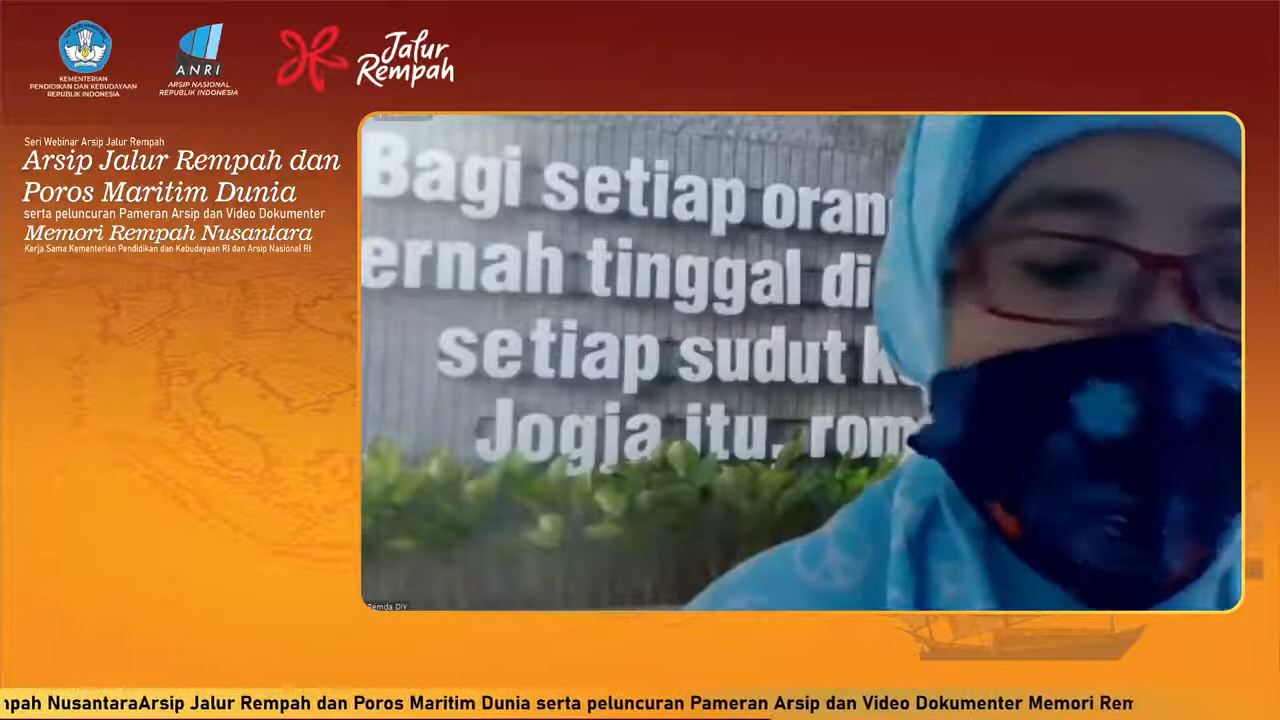 KEMENTERIAN
PENDIDIKAN DAN KEBUDAYAAN
REPUBLIK INDONESIA
ANRI
ARSIP NASIONAL
REPUBLIK INDONESIA
Jalur
Rempah
Seri Webinar Arsip Jalur Rempah
Arsip Jalur Rempah dan
Poros Maritim Dunia
serta peluncuran Pameran Arsip dan Video Dokumenter
Memori Rempah Nusantara
Kerja Sama Kementerian Pendidikan dan Kebudayaan RI dan Arsip Nasional RI
Bagi setiap oran
ernah tinggal di
setiap sudut k
Jogja itu, rom
Pemda DIY
mpah NusantaraArsip Jalur Rempah dan Poros Maritim Dunia serta peluncuran Pameran Arsip dan Video Dokumenter Memori Rem